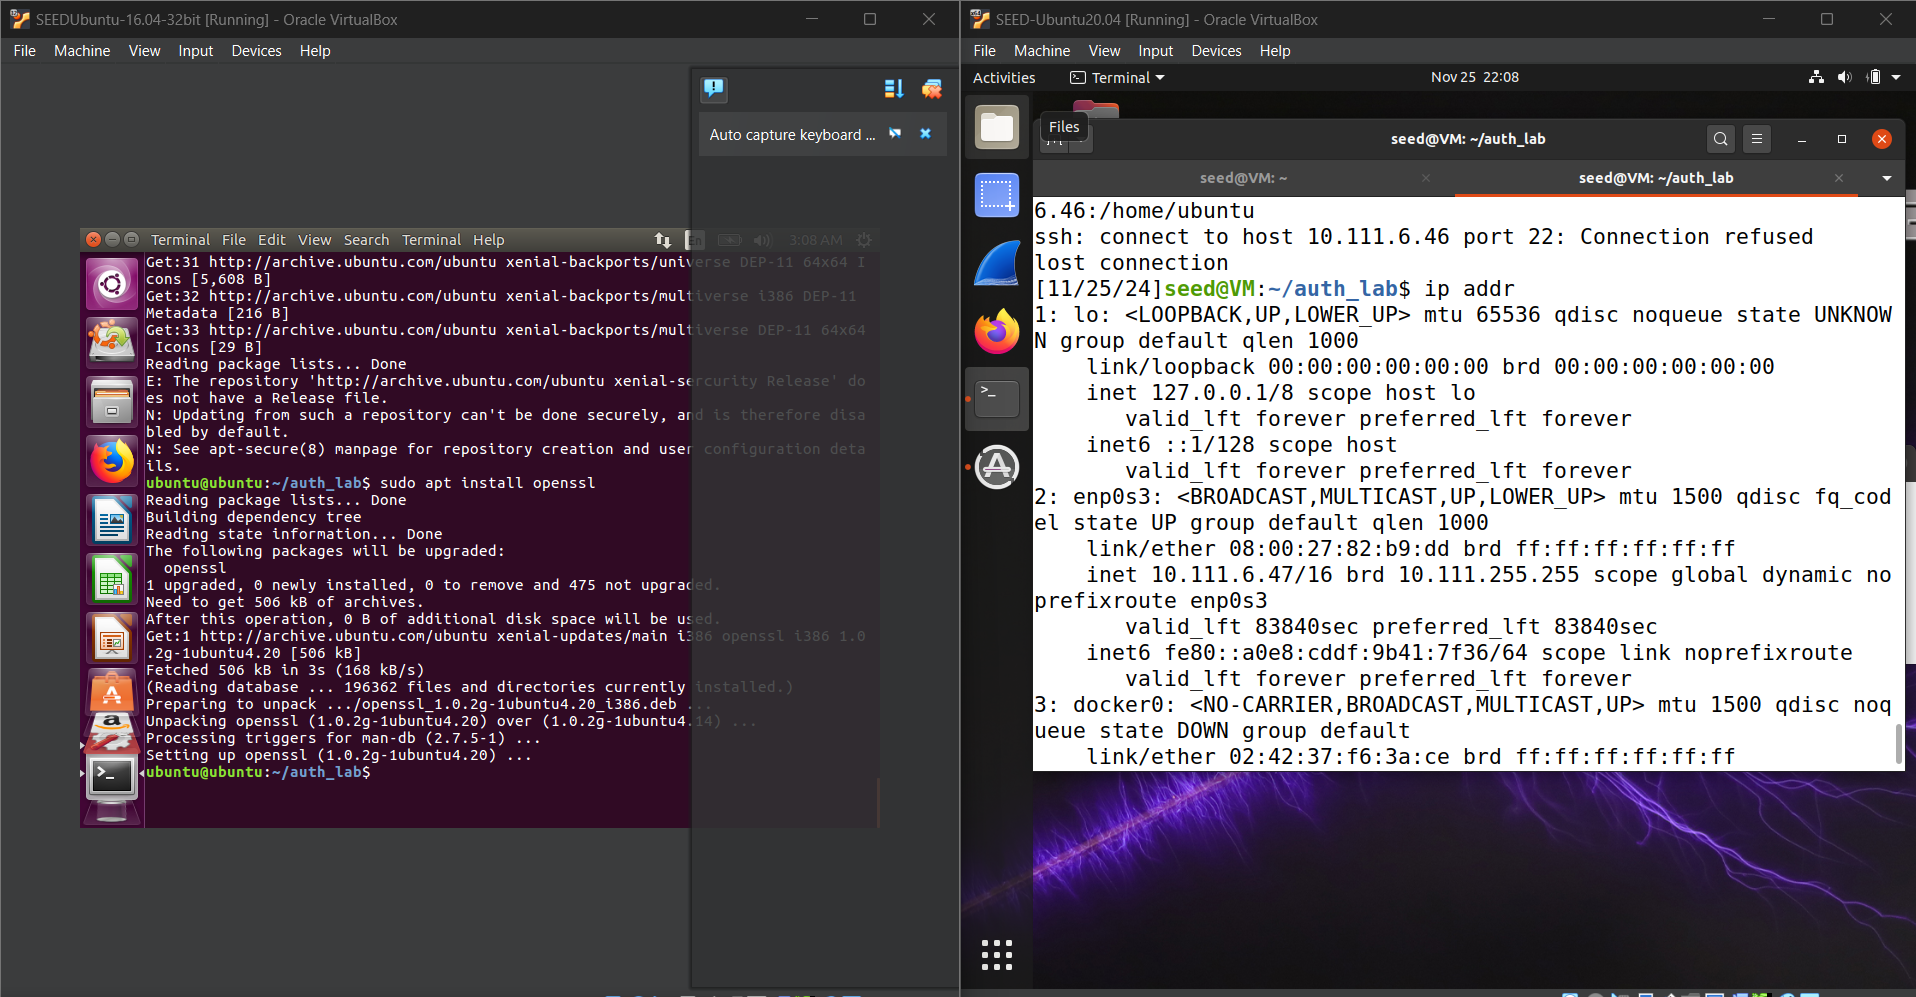 SEEDUbuntu-16.04-32bit [Running] - Oracle VirtualBox
File Machine View Input Devices Help
Auto capture keyboard ...
Terminal File Edit View Search Terminal Help
En 3:08 AM
Get:31 http://archive.ubuntu.com/ubuntu xenial-backports/universe DEP-11 64x64 I
cons [5,608 B]
Get:32 http://archive.ubuntu.com/ubuntu xenial-backports/multiverse i386 DEP-11
Metadata [216 B]
Get:33 http://archive.ubuntu.com/ubuntu xenial-backports/multiverse DEP-11 64x64
Icons [29 B]
Reading package lists... Done
E: The repository 'http://archive.ubuntu.com/ubuntu xenial-sercurity Release' do
es not have a Release file.
N: Updating from such a repository can't be done securely, and is therefore disa
bled by default.
N: See apt-secure(8) manpage for repository creation and user configuration deta
ils.
ubuntu@ubuntu:~/auth_lab$ sudo apt install openssl
Reading package lists... Done
Building dependency tree
Reading state information... Done
The following packages will be upgraded:
openssl
1 upgraded, 0 newly installed, 0 to remove and 475 not upgraded.
Need to get 506 kB of archives.
After this operation, 0 B of additional disk space will be used.
Get:1 http://archive.ubuntu.com/ubuntu xenial-updates/main i386 openssl i386 1.0
.2g-1ubuntu4.20 [506 kB]
Fetched 506 kB in 3s (168 kB/s)
(Reading database ... 196362 files and directories currently installed.)
Preparing to unpack .../openssl_1.0.2g-1ubuntu4.20_i386.deb ...
Unpacking openssl (1.0.2g-1ubuntu4.20) over (1.0.2g-1ubuntu4.14) ...
Processing triggers for man-db (2.7.5-1) ...
Setting up openssl (1.0.2g-1ubuntu4.20) ...
ubuntu@ubuntu:~/auth_lab$
SEED-Ubuntu20.04 [Running] - Oracle VirtualBox
File Machine View Input Devices Help
Activities Terminal Nov 25 22:08
Files
seed@VM: ~/auth_lab
seed@VM: ~
seed@VM: ~/auth_lab
6.46:/home/ubuntu
ssh: connect to host 10.111.6.46 port 22: Connection refused
lost connection
[11/25/24]seed@VM:~/auth_lab$ ip addr
1: lo: <LOOPBACK,UP,LOWER_UP> mtu 65536 qdisc noqueue state UNKNOW
N group default qlen 1000
link/loopback 00:00:00:00:00:00 brd 00:00:00:00:00:00
inet 127.0.0.1/8 scope host lo
valid_lft forever preferred_lft forever
inet6 ::1/128 scope host
valid_lft forever preferred_lft forever
2: enp0s3: <BROADCAST,MULTICAST,UP,LOWER_UP> mtu 1500 qdisc fq_cod
el state UP group default qlen 1000
link/ether 08:00:27:82:b9:dd brd ff:ff:ff:ff:ff:ff
inet 10.111.6.47/16 brd 10.111.255.255 scope global dynamic no
prefixroute enp0s3
valid_lft 83840sec preferred_lft 83840sec
inet6 fe80::a0e8:cddf:9b41:7f36/64 scope link noprefixroute
valid_lft forever preferred_lft forever
3: docker0: <NO-CARRIER,BROADCAST,MULTICAST,UP> mtu 1500 qdisc noq
ueue state DOWN group default
link/ether 02:42:37:f6:3a:ce brd ff:ff:ff:ff:ff:ff